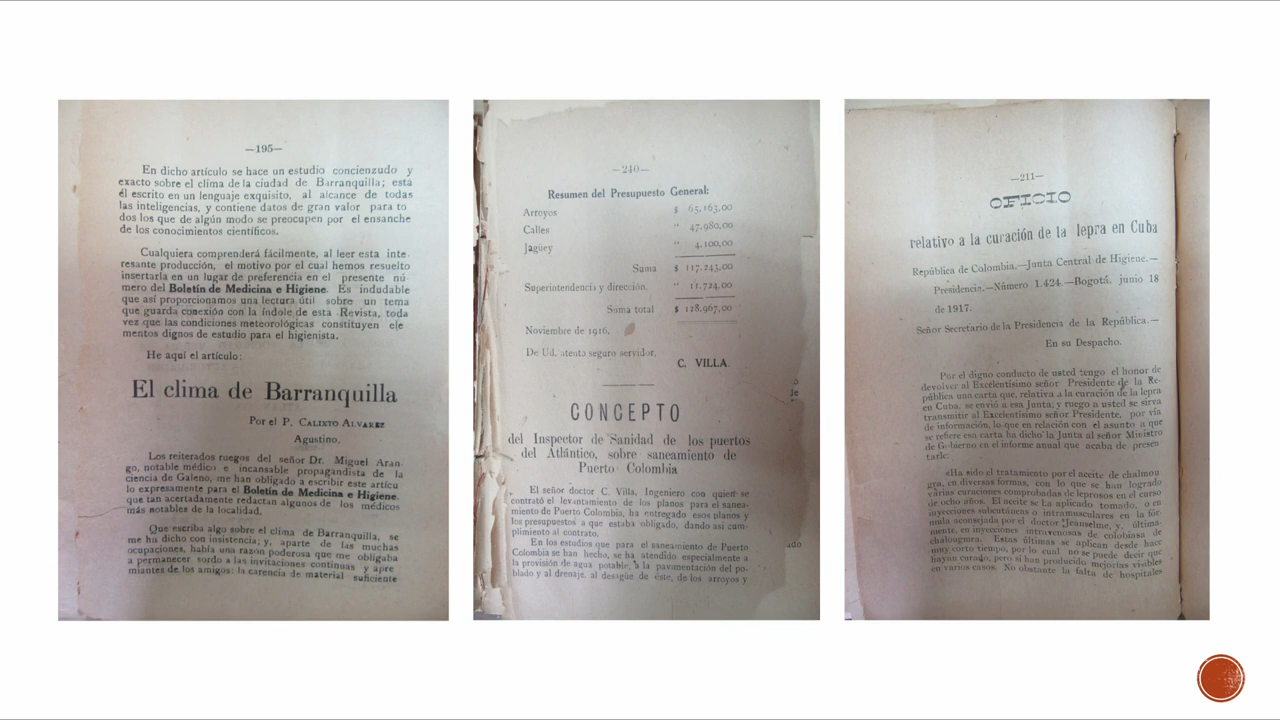 —195—
En dicho artículo se hace un estudio concienzudo y
exacto sobre el clima de la ciudad de Barranquilla; esta
él escrito en un lenguaje exquisito, al alcance de todas
las inteligencias, y contiene datos de gran valor para to
dos los que de algún modo se preocupen por el ensanche
de los conocimientos científicos.
Cualquiera comprenderá fácilmente, al leer esta inte
resante producción, el motivo por el cual hemos resuelto
insertarla en un lugar de preferencia en el presente nú
mero del Boletín de Medicina e Higiene. Es indudable
que así proporcionamos una lectura útil sobre un tema
que guarda conexión con la índole de esta Revista, toda
vez que las condiciones meteorológicas constituyen ele
mentos dignos de estudio para el higienista.
He aquí el artículo:
El clima de Barranquilla
Por el P. CALIXTO ALVAREZ
Agustino.
Los reiterados ruegos del señor Dr. Miguel Aran-
go, notable médico e incansable propagandista de la
ciencia de Galeno, me han obligado a escribir este artícu
lo expresamente para el Boletín de Medicina e Higiene.
que tan acertadamente redactan algunos de los médicos
más notables de la localidad.
Que escriba algo sobre el clima de Barranquilla, se
me ha dicho con insistencia; y, aparte de las muchas
ocupaciones, había una razón poderosa que me obligaba
a permanecer sordo a las invitaciones continuas y apre
miantes de los amigos: la carencia de material suficiente
—240—
Resumen del Presupuesto General:
Arroyos $ 65,163,00
Calles " 47.980,00
Jagüey " 4.100,00
Suma $ 117.243,00
Superintendencia y dirección. " 11.724,00
Suma total $ 128.967,00
Noviembre de 1916.
De Ud. atento seguro servidor,
C. VILLA.
CONCEPTO
del Inspector de Sanidad de los puertos
del Atlántico, sobre saneamiento de
Puerto Colombia
El señor doctor C. Villa, Ingeniero con quien se
contrató el levantamiento de los planos para el sanea-
miento de Puerto Colombia, ha entregado esos planos y
los presupuestos a que estaba obligado, dando así cum-
plimiento al contrato.
En los estudios que para el saneamiento de Puerto
Colombia se han hecho, se ha atendido especialmente a
la provisión de agua potable, a la pavimentación del po-
blado y al drenaje, al desagüe de éste, de los arroyos y
—211—
OFICIO
relativo a la curación de la lepra en Cuba
República de Colombia.—Junta Central de Higiene.—
Presidencia.—Número 1.424.—Bogotá. junio 18
de 1917.
Señor Secretario de la Presidencia de la República.—
En su Despacho.
Por el digno conducto de usted tengo el honor de
devolver al Excelentísimo señor Presidente de la Re-
pública una carta que, relativa a la curación de la lepra
en Cuba, se envió a esa Junta; y ruego a usted se sirva
transmitir al Excelentísimo señor Presidente, por vía
de información, lo que en relación con el asunto a que
se refiere esa carta ha dicho la Junta al señor Ministro
de Gobierno en el informe anual que acaba de presen
tarle:
«Ha sido el tratamiento por el aceite de chalmou
gra, en diversas formas, con lo que se han logrado
varias curaciones comprobadas de leprosos en el curso
de ocho años. El aceite se ha aplicado tomado, o en
inyecciones subcutáneas o intramusculares en la fór-
mula aconsejada por el doctor Jeanselme, y, última-
mente, en inyecciones intravenosas de colobiasa de
chalougura. Estas últimas se aplican desde hace
muy corto tiempo, por lo cual no se puede decir que
hayan curado, pero sí han producido mejorías visibles
en varios casos. No obstante la falta de hospitales